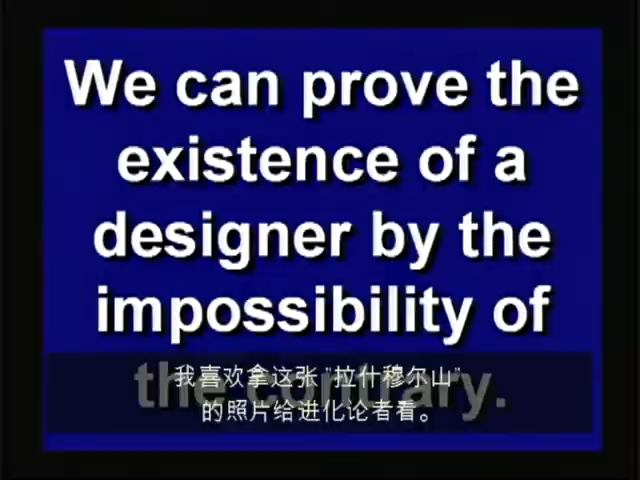 We can prove the
existence of a
designer by the
impossibility of
the contrary.
我喜欢拿这张 "拉什穆尔山"
的照片给进化论者看。